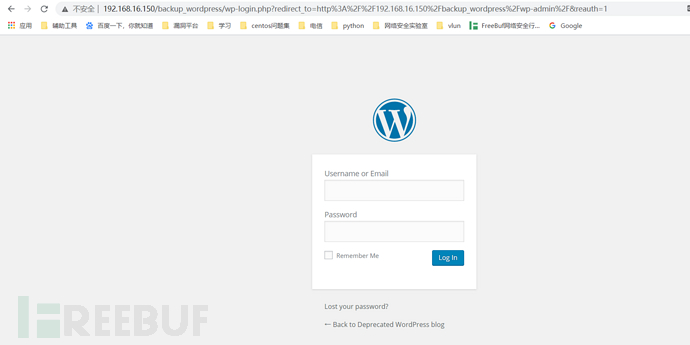 不安全 | 192.168.16.150/backup_wordpress/wp-login.php?redirect_to=http%3A%2F%2F192.168.16.150%2Fbackup_wordpress%2Fwp-admin%2F&reauth=1
应用 辅助工具 百度一下,你就知道 漏洞平台 学习 centos问题集 电信 python 网络安全实验室 vlun FreeBuf网络安全行... Google
Username or Email
Password
Remember Me
Log In
Lost your password?
← Back to Deprecated WordPress blog
FREEBUF